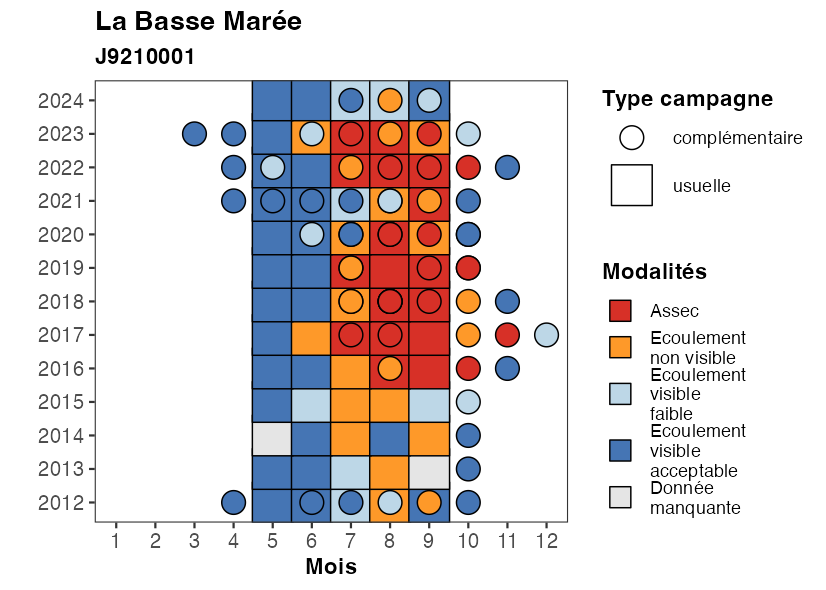 La Basse Marée
J9210001
2024
2023
2022
2021
2020
2019
2018
2017
2016
2015
2014
2013
2012
1 2 3 4 5 6 7 8 9 10 11 12
Mois
Type campagne
complémentaire
usuelle
Modalités
Assec
Ecoulement
non visible
Ecoulement
visible
faible
Ecoulement
visible
acceptable
Donnée
manquante